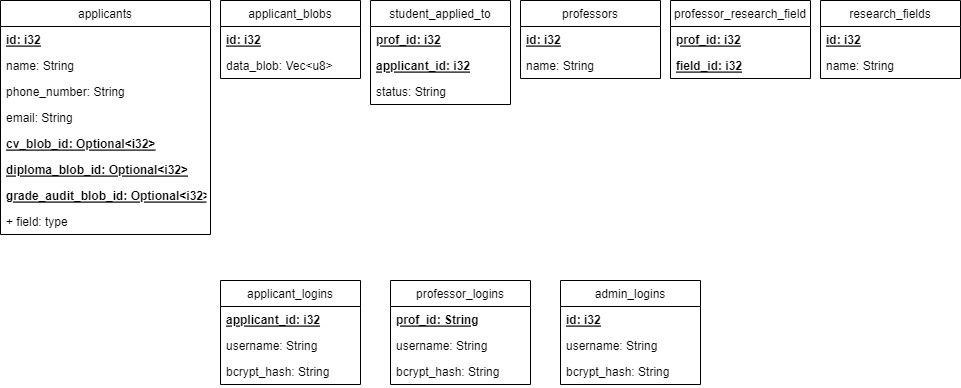 applicants
id: i32
name: String
phone_number: String
email: String
cv_blob_id: Optional<i32>
diploma_blob_id: Optional<i32>
grade_audit_blob_id: Optional<i32>
+ field: type
applicant_blobs
id: i32
data_blob: Vec<u8>
student_applied_to
prof_id: i32
applicant_id: i32
status: String
professors
id: i32
name: String
professor_research_field
prof_id: i32
field_id: i32
research_fields
id: i32
name: String
applicant_logins
applicant_id: i32
username: String
bcrypt_hash: String
professor_logins
prof_id: String
username: String
bcrypt_hash: String
admin_logins
id: i32
username: String
bcrypt_hash: String